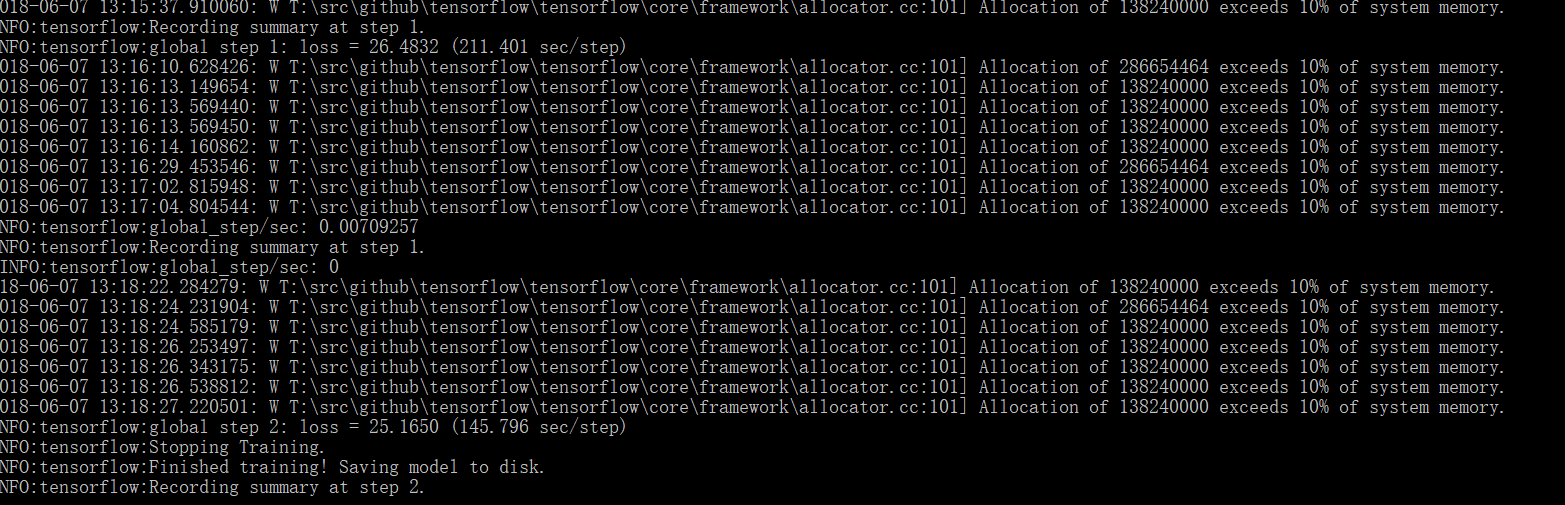 018-06-07 13:15:37.910060: W T:\src\github\tensorflow\tensorflow\core\framework\allocator.cc:101] Allocation of 138240000 exceeds 10% of system memory.
NFO:tensorflow:Recording summary at step 1.
NFO:tensorflow:global step 1: loss = 26.4832 (211.401 sec/step)
018-06-07 13:16:10.628426: W T:\src\github\tensorflow\tensorflow\core\framework\allocator.cc:101] Allocation of 286654464 exceeds 10% of system memory.
018-06-07 13:16:13.149654: W T:\src\github\tensorflow\tensorflow\core\framework\allocator.cc:101] Allocation of 138240000 exceeds 10% of system memory.
018-06-07 13:16:13.569440: W T:\src\github\tensorflow\tensorflow\core\framework\allocator.cc:101] Allocation of 138240000 exceeds 10% of system memory.
018-06-07 13:16:13.569450: W T:\src\github\tensorflow\tensorflow\core\framework\allocator.cc:101] Allocation of 138240000 exceeds 10% of system memory.
018-06-07 13:16:14.160862: W T:\src\github\tensorflow\tensorflow\core\framework\allocator.cc:101] Allocation of 138240000 exceeds 10% of system memory.
018-06-07 13:16:29.453546: W T:\src\github\tensorflow\tensorflow\core\framework\allocator.cc:101] Allocation of 286654464 exceeds 10% of system memory.
018-06-07 13:17:02.815948: W T:\src\github\tensorflow\tensorflow\core\framework\allocator.cc:101] Allocation of 138240000 exceeds 10% of system memory.
018-06-07 13:17:04.804544: W T:\src\github\tensorflow\tensorflow\core\framework\allocator.cc:101] Allocation of 138240000 exceeds 10% of system memory.
NFO:tensorflow:global_step/sec: 0.00709257
NFO:tensorflow:Recording summary at step 1.
INFO:tensorflow:global_step/sec: 0
18-06-07 13:18:22.284279: W T:\src\github\tensorflow\tensorflow\core\framework\allocator.cc:101] Allocation of 138240000 exceeds 10% of system memory.
018-06-07 13:18:24.231904: W T:\src\github\tensorflow\tensorflow\core\framework\allocator.cc:101] Allocation of 286654464 exceeds 10% of system memory.
018-06-07 13:18:24.585179: W T:\src\github\tensorflow\tensorflow\core\framework\allocator.cc:101] Allocation of 138240000 exceeds 10% of system memory.
018-06-07 13:18:26.253497: W T:\src\github\tensorflow\tensorflow\core\framework\allocator.cc:101] Allocation of 138240000 exceeds 10% of system memory.
018-06-07 13:18:26.343175: W T:\src\github\tensorflow\tensorflow\core\framework\allocator.cc:101] Allocation of 138240000 exceeds 10% of system memory.
018-06-07 13:18:26.538812: W T:\src\github\tensorflow\tensorflow\core\framework\allocator.cc:101] Allocation of 138240000 exceeds 10% of system memory.
018-06-07 13:18:27.220501: W T:\src\github\tensorflow\tensorflow\core\framework\allocator.cc:101] Allocation of 138240000 exceeds 10% of system memory.
NFO:tensorflow:global step 2: loss = 25.1650 (145.796 sec/step)
NFO:tensorflow:Stopping Training.
NFO:tensorflow:Finished training! Saving model to disk.
NFO:tensorflow:Recording summary at step 2.